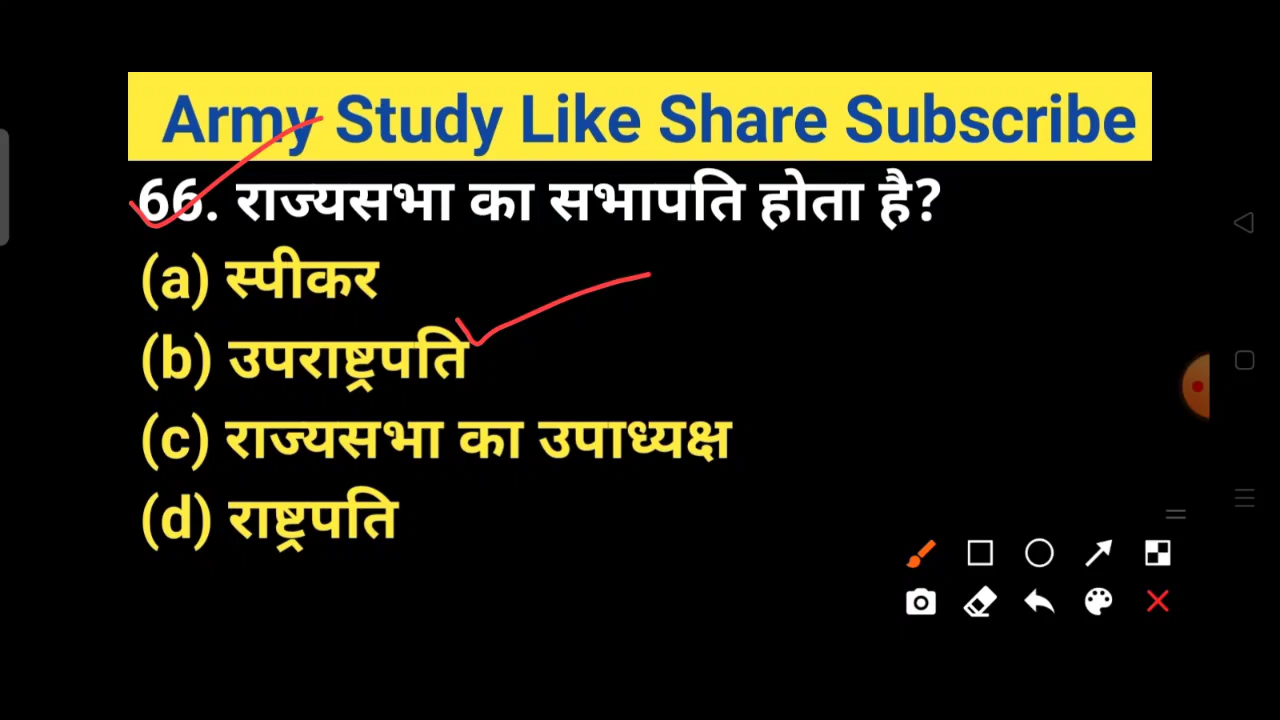 Army Study Like Share Subscribe
66. राज्यसभा का सभापति होता है?
(a) स्पीकर
(b) उपराष्ट्रपति
(c) राज्यसभा का उपाध्यक्ष
(d) राष्ट्रपति